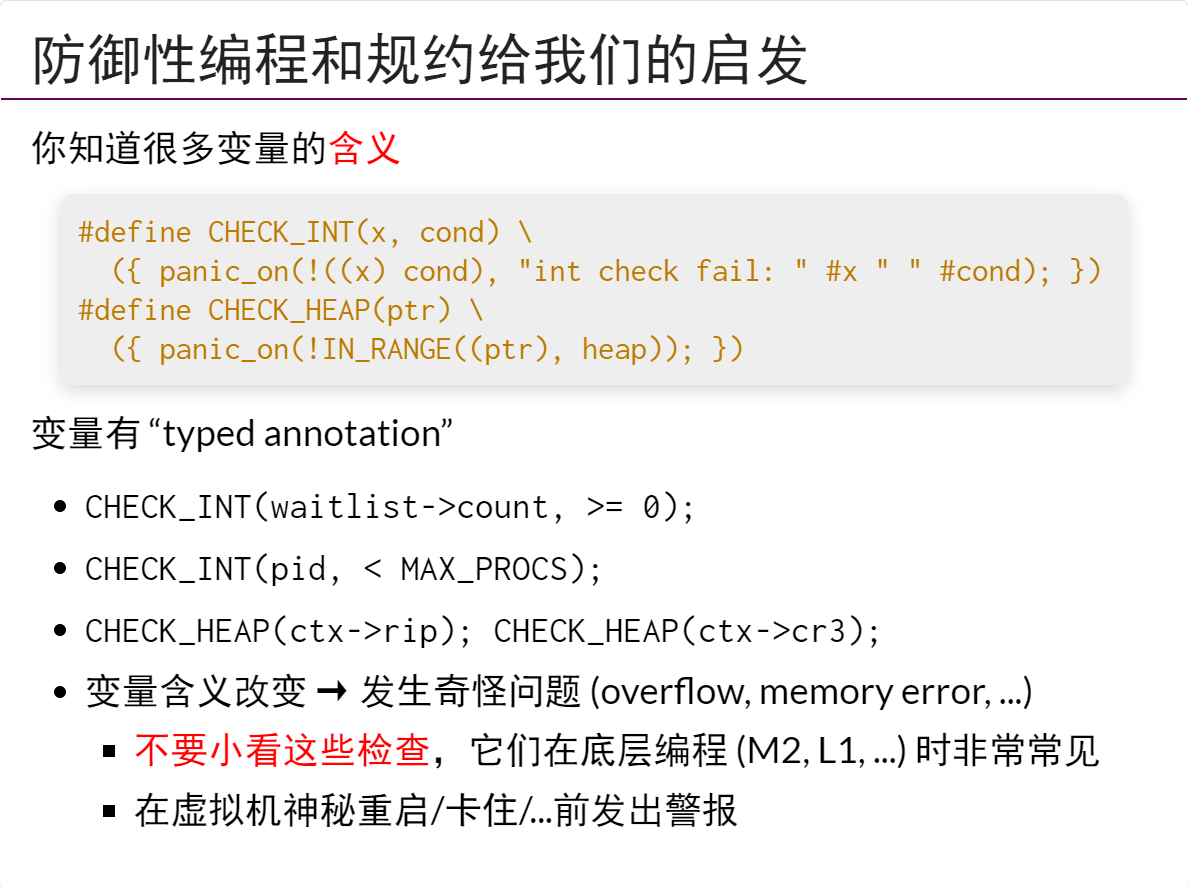 防御性编程和规约给我们的启发
你知道很多变量的含义
#define CHECK_INT(x, cond) \
({ panic_on(!((x) cond), "int check fail: " #x " " #cond); })
#define CHECK_HEAP(ptr) \
({ panic_on(!IN_RANGE((ptr), heap)); })
变量有 “typed annotation”
• CHECK_INT(waitlist->count, >= 0);
• CHECK_INT(pid, < MAX_PROCS);
• CHECK_HEAP(ctx->rip); CHECK_HEAP(ctx->cr3);
• 变量含义改变 ➞ 发生奇怪问题 (overflow, memory error, ...)
▪ 不要小看这些检查，它们在底层编程 (M2, L1, ...) 时非常常见
▪ 在虚拟机神秘重启/卡住/...前发出警报